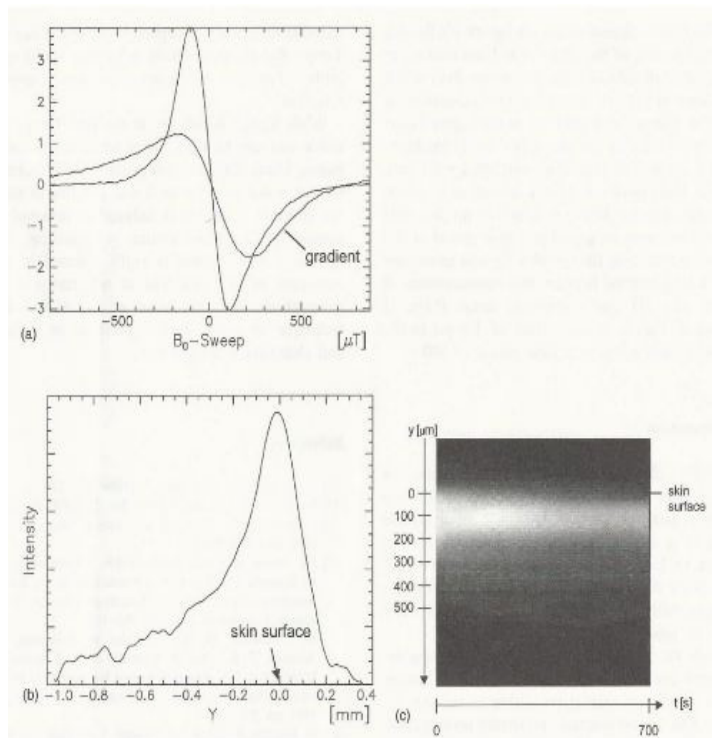 3
2
1
0
−1
−2
−3
gradient
(a)
−500 0 500
B₀−Sweep [μT]
Intensity
skin surface
(b)
−1.0 −0.8 −0.6 −0.4 −0.2 0.0 0.2 0.4
Y [mm]
y [μm]
0
100
200
300
400
500
skin
surface
t [s]
(c)
0 700